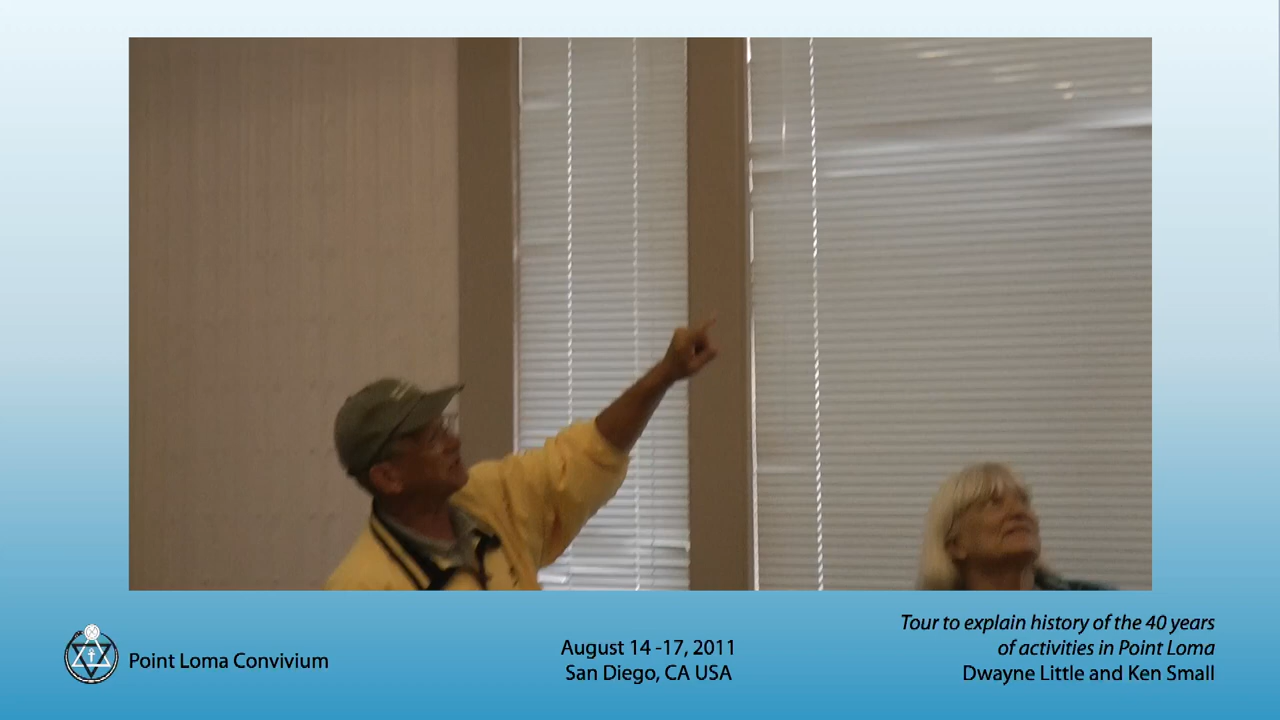 Point Loma Convivium
August 14 -17, 2011
San Diego, CA USA
Tour to explain history of the 40 years
of activities in Point Loma
Dwayne Little and Ken Small